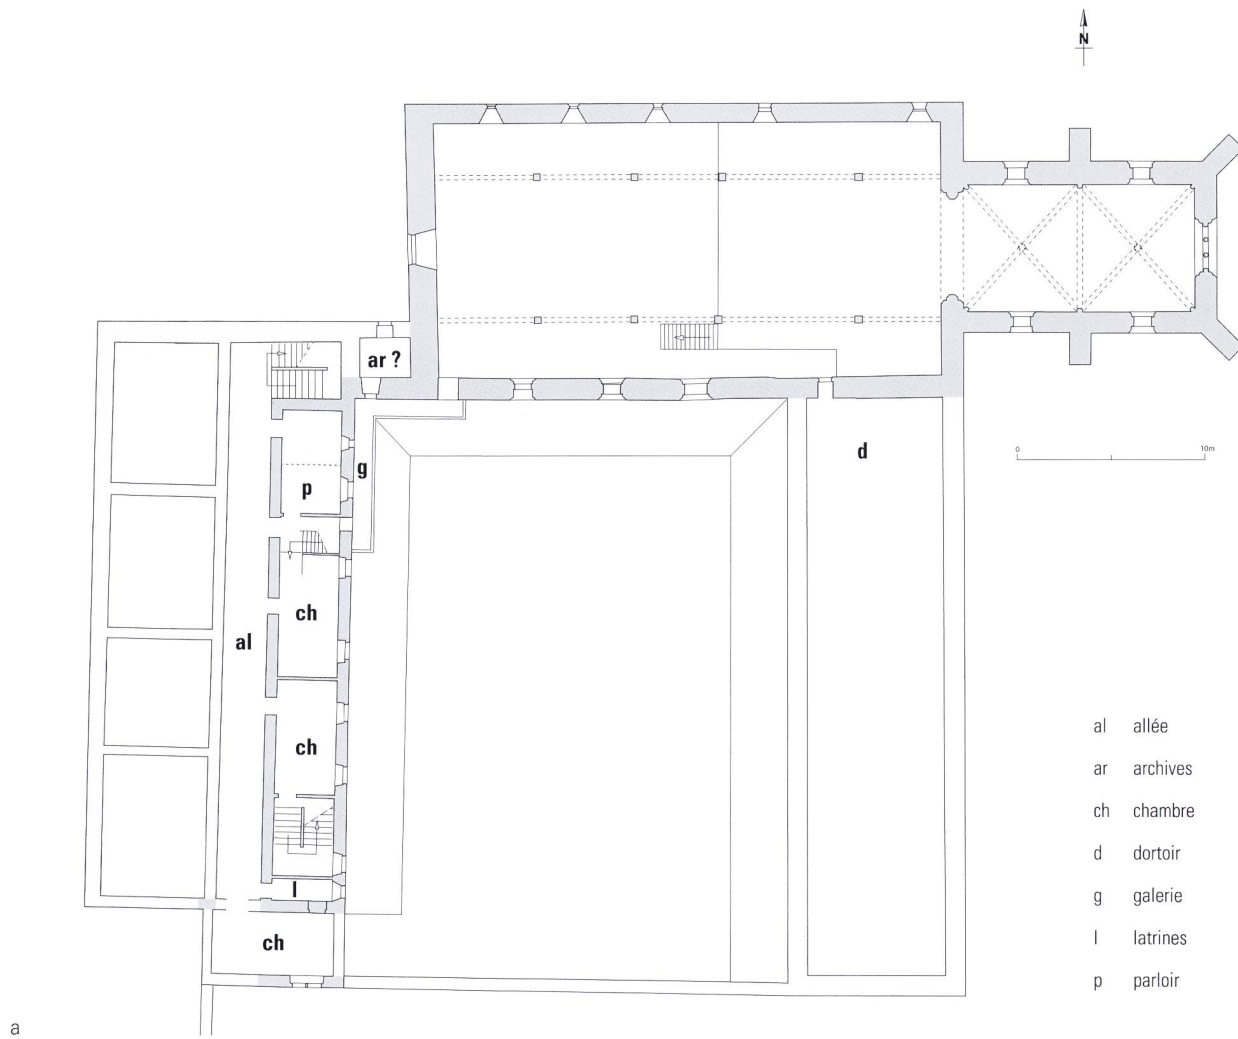 N
ar ?
g
d
0 10m
p
ch
al
ch
l
ch
al allée
ar archives
ch chambre
d dortoir
g galerie
l latrines
p parloir
a